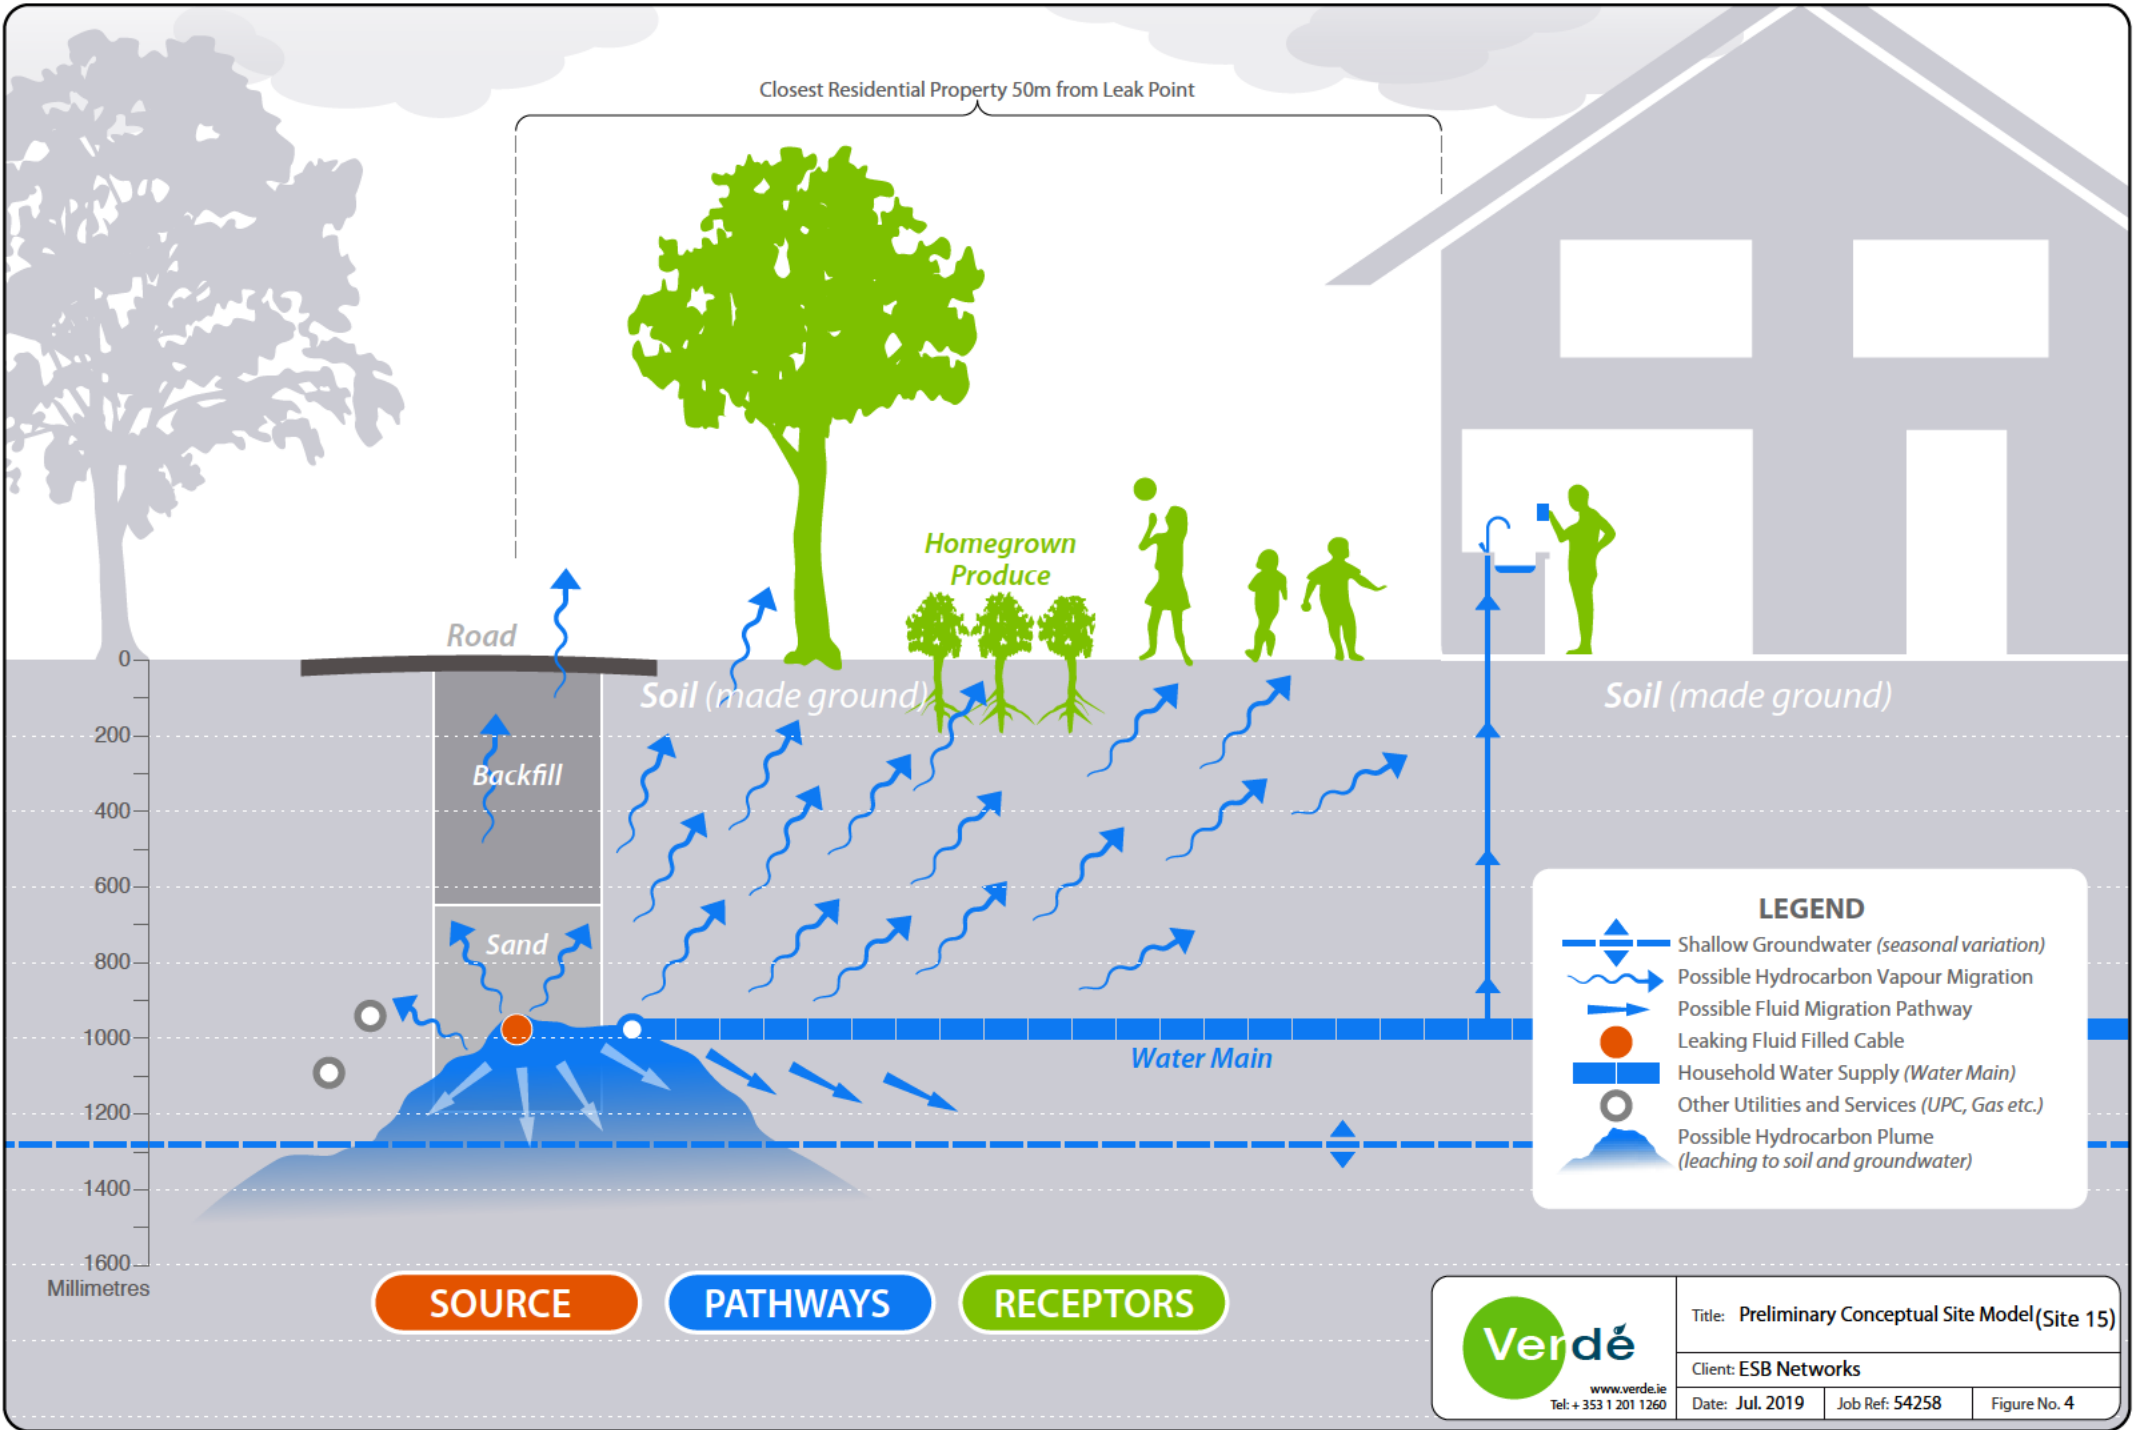 Closest Residential Property 50m from Leak Point
Homegrown
Produce
Road
Soil (made ground)
Soil (made ground)
Backfill
Sand
Water Main
0
200
400
600
800
1000
1200
1400
1600
Millimetres
LEGEND
Shallow Groundwater (seasonal variation)
Possible Hydrocarbon Vapour Migration
Possible Fluid Migration Pathway
Leaking Fluid Filled Cable
Household Water Supply (Water Main)
Other Utilities and Services (UPC, Gas etc.)
Possible Hydrocarbon Plume
(leaching to soil and groundwater)
SOURCE
PATHWAYS
RECEPTORS
Verdé
www.verde.ie
Tel: + 353 1 201 1260
Title: Preliminary Conceptual Site Model (Site 15)
Client: ESB Networks
Date: Jul. 2019
Job Ref: 54258
Figure No. 4